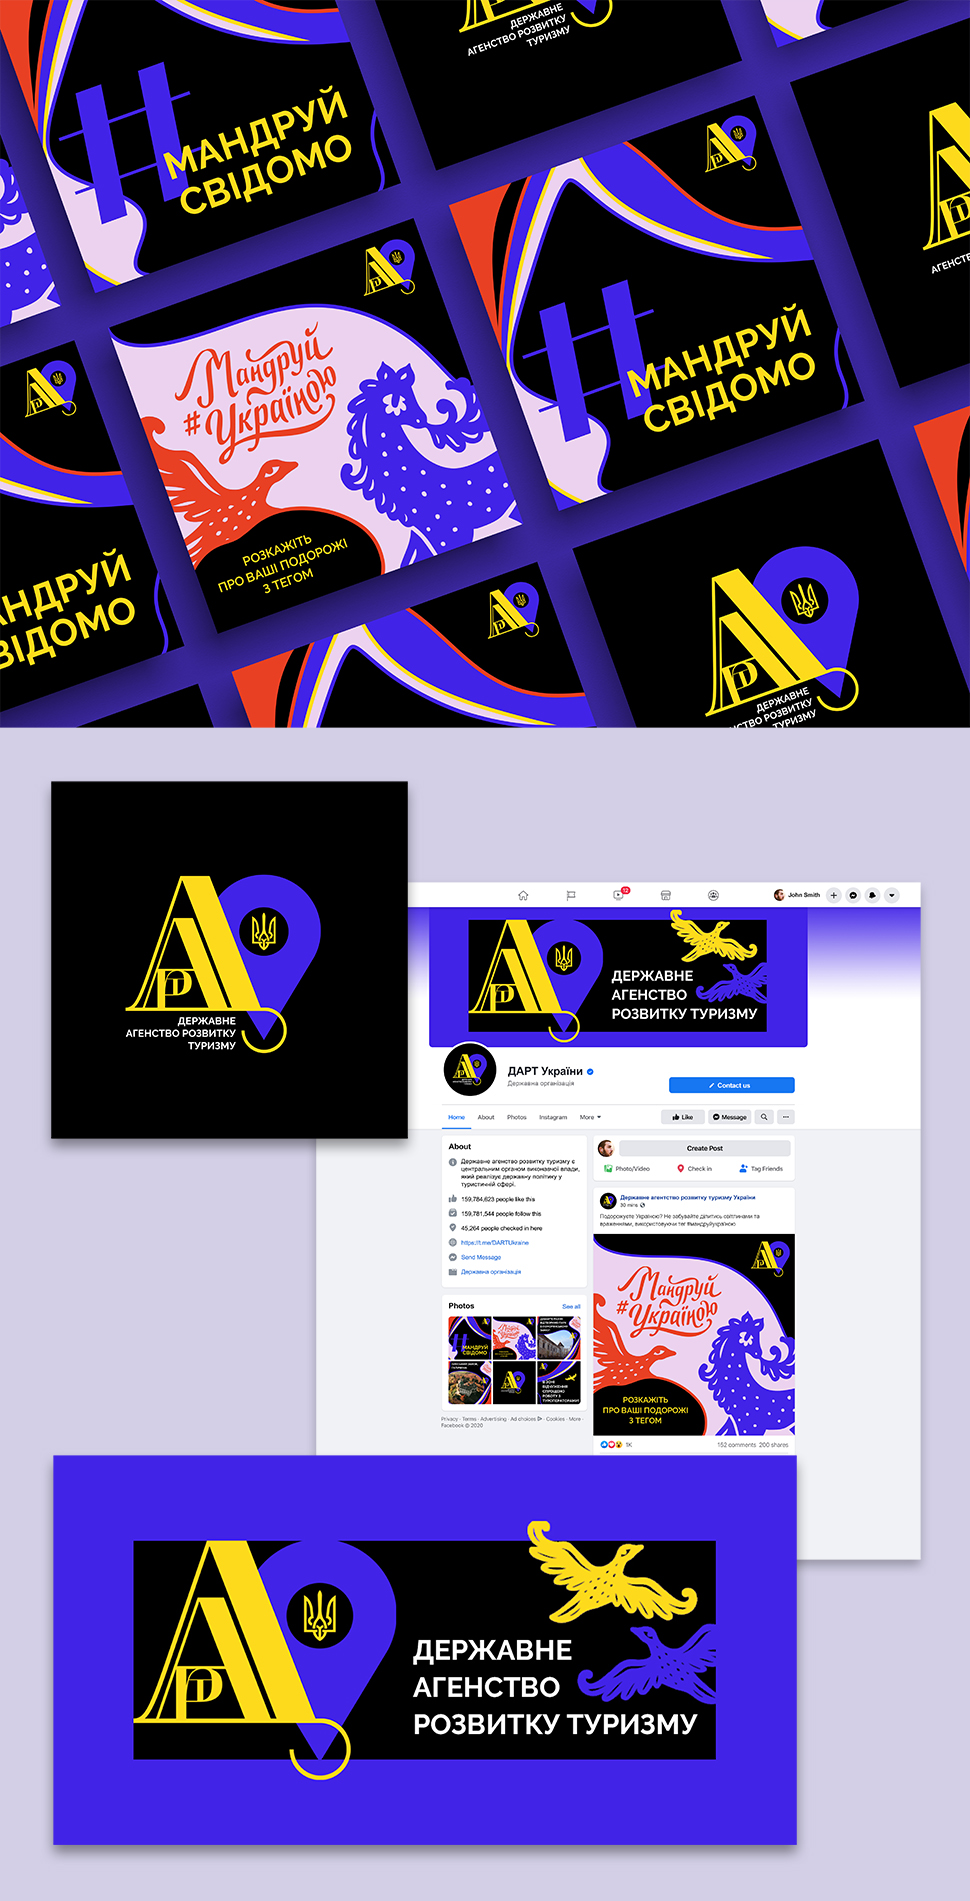 ДЕРЖАВНЕ
АГЕНСТВО РОЗВИТКУ
ТУРИЗМУ
#МАНДРУЙ
СВІДОМО
Мандруй
#Україною
РОЗКАЖІТЬ
ПРО ВАШІ ПОДОРОЖІ
З ТЕГОМ
#МАНДРУЙ
СВІДОМО
АНДРУЙ
ВІДОМО
ДЕРЖАВНЕ
НСТВО РОЗВИТКУ
ТУРИЗМУ
ДЕРЖАВНЕ
АГЕНСТВО РОЗВИТКУ
ТУРИЗМУ
12
John Smith
ДЕРЖАВНЕ
АГЕНСТВО
РОЗВИТКУ ТУРИЗМУ
ДАРТ України
Державна організація
Contact us
Home About Photos Instagram More
Like Message
About
Державне агенство розвитку туризму є
центральним органом виконавчої влади,
який реалізує державну політику у
туристичній сфері.
159,784,623 people like this
159,781,544 people follow this
45,264 people checked in here
https://t.me/DARTUkraine
Send Message
Державна організація
Create Post
Photo/Video Check in Tag Friends
Державне агентство розвитку туризму України
30 mins
Подорожуєте Україною? Не забувайте ділитись світлинами та
враженнями, використовуючи тег #мандруйукраїною
Мандруй
#Україною
РОЗКАЖІТЬ
ПРО ВАШІ ПОДОРОЖІ
З ТЕГОМ
1K 152 comments 200 shares
Photos See all
#МАНДРУЙ
СВІДОМО
Privacy · Terms · Advertising · Ad choices · Cookies · More ·
Facebook © 2020
ДЕРЖАВНЕ
АГЕНСТВО
РОЗВИТКУ ТУРИЗМУ